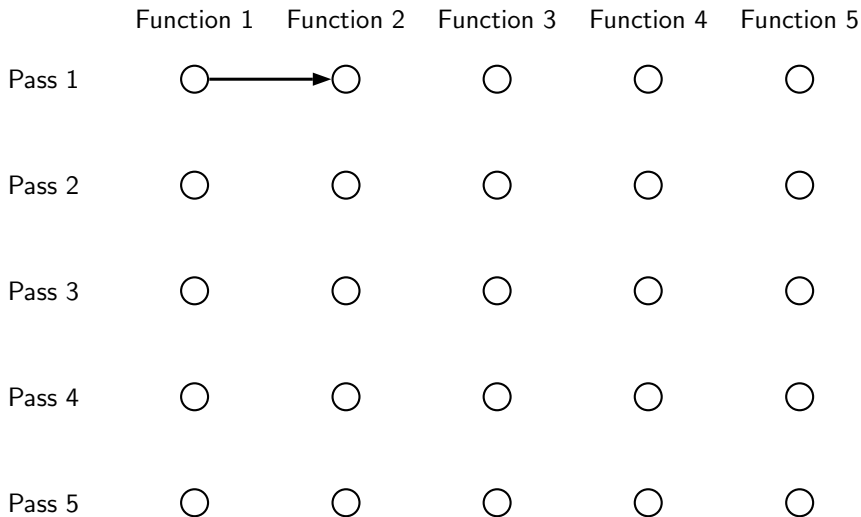 Function 1 Function 2 Function 3 Function 4 Function 5
Pass 1
Pass 2
Pass 3
Pass 4
Pass 5